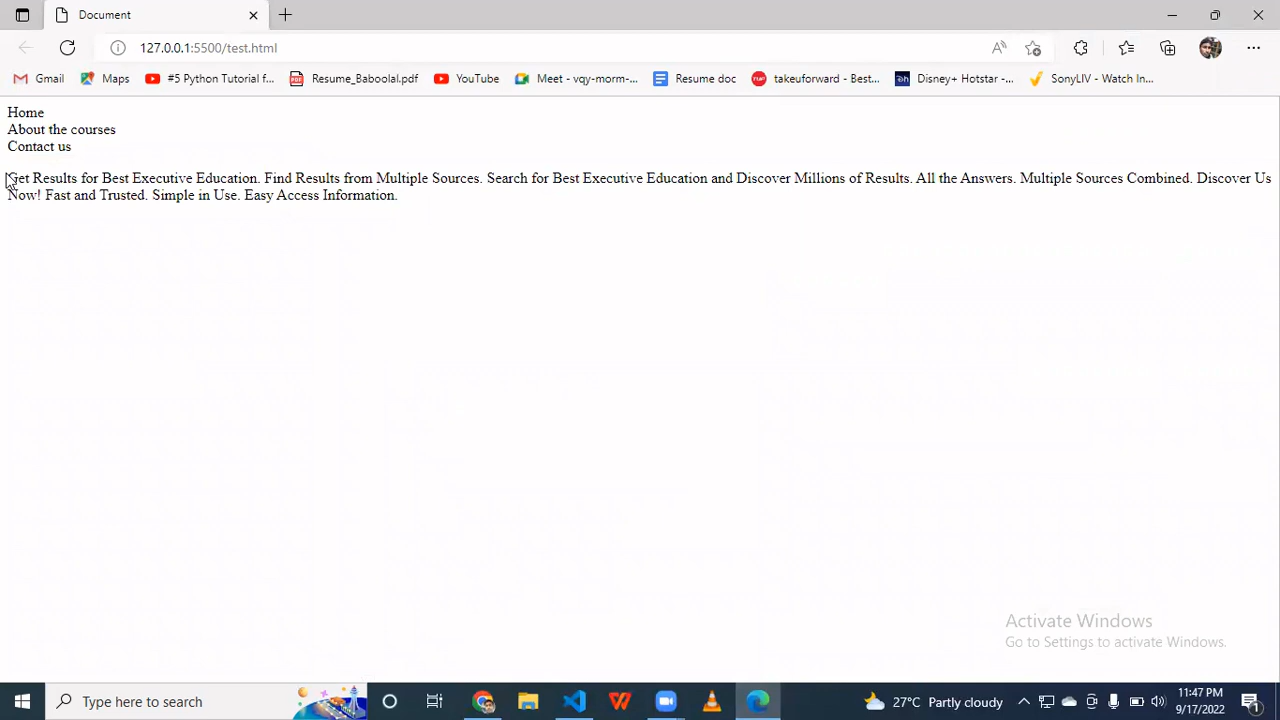 Document
127.0.0.1:5500/test.html
Gmail Maps #5 Python Tutorial f... Resume_Baboolal.pdf YouTube Meet - vqy-morm-... Resume doc takeuforward - Best... Disney+ Hotstar -... SonyLIV - Watch In...
Home
About the courses
Contact us
Get Results for Best Executive Education. Find Results from Multiple Sources. Search for Best Executive Education and Discover Millions of Results. All the Answers. Multiple Sources Combined. Discover Us
Now! Fast and Trusted. Simple in Use. Easy Access Information.
Activate Windows
Go to Settings to activate Windows.
Type here to search
27°C Partly cloudy
11:47 PM
9/17/2022